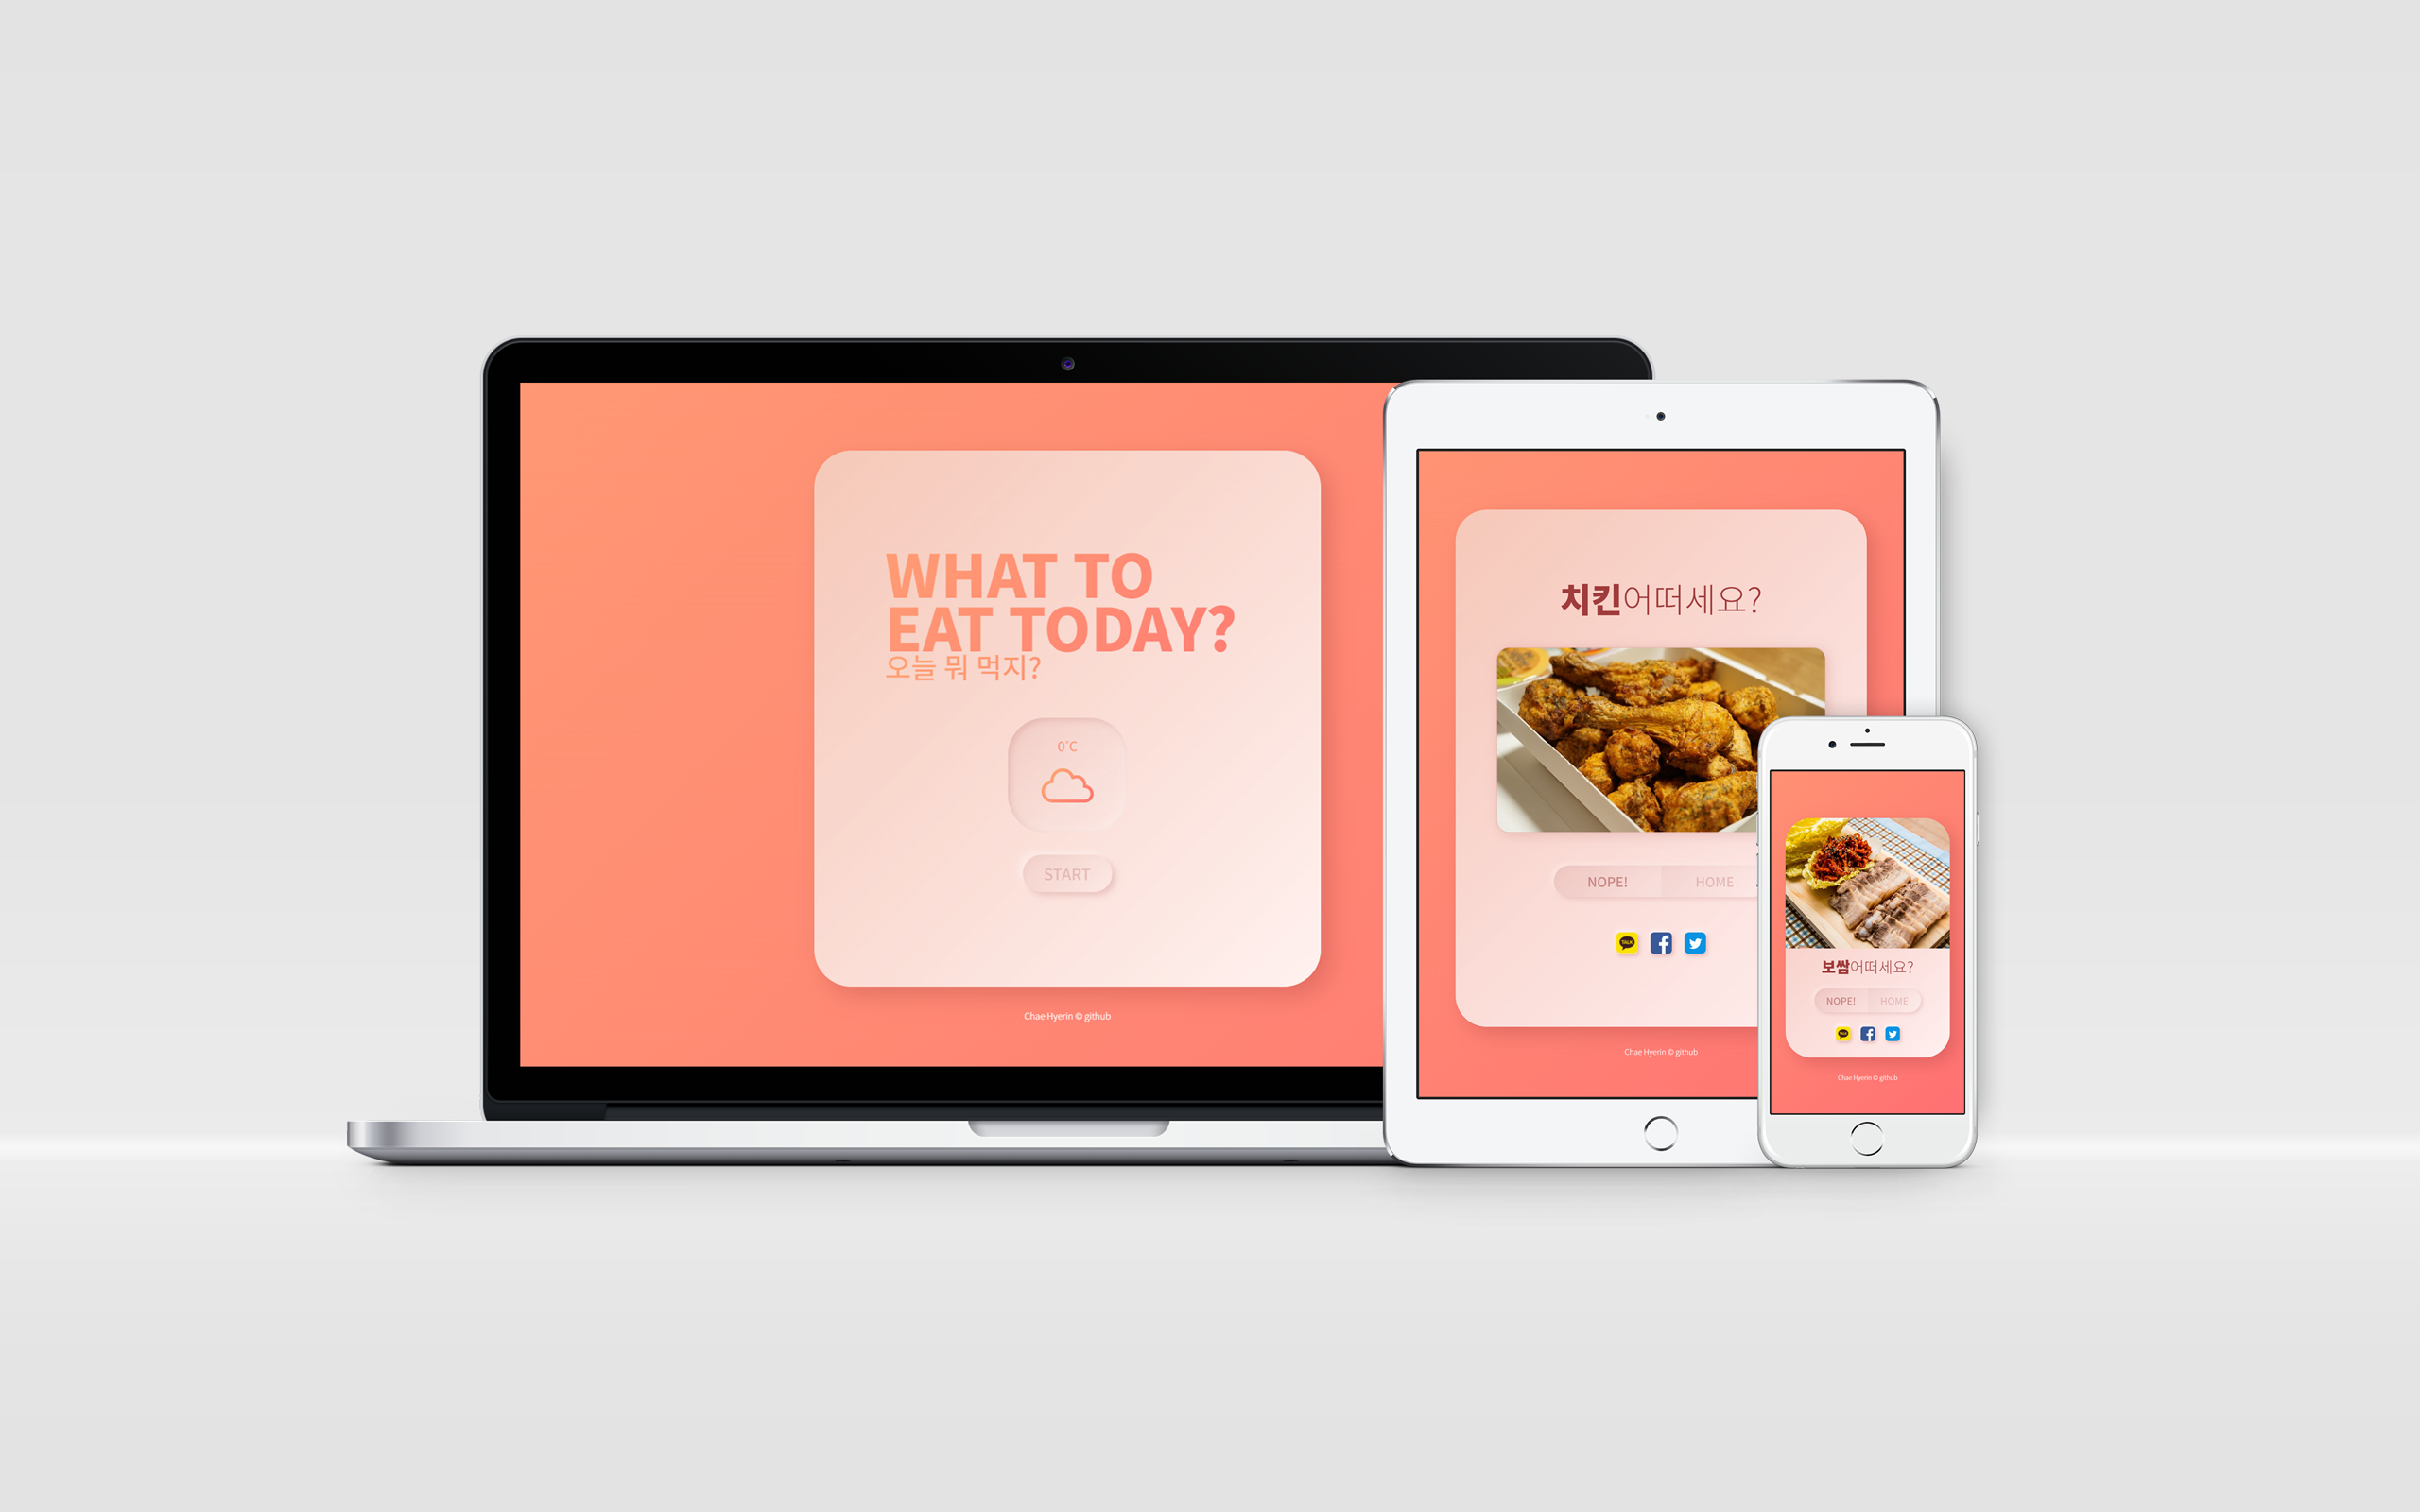 WHAT TO
EAT TODAY?
오늘 뭐 먹지?
0°C
START
Chae Hyerin © github
치킨어떠세요?
NOPE! HOME
TALK
Chae Hyerin © github
보쌈어떠세요?
NOPE! HOME
Chae Hyerin © github